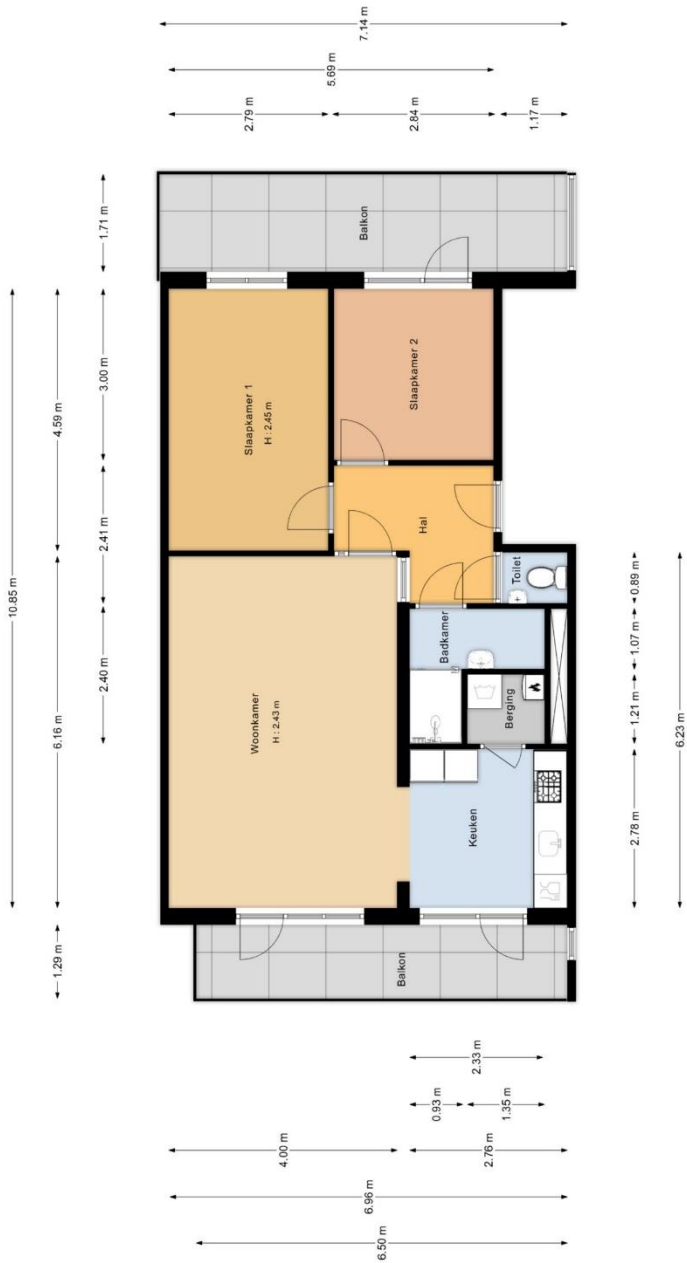 7.14 m
5.69 m
2.79 m
2.84 m
1.17 m
1.71 m
Balkon
10.85 m
4.59 m
3.00 m
Slaapkamer 1
H : 2.45 m
Slaapkamer 2
2.41 m
Hal
Toilet
0.89 m
6.16 m
2.40 m
Woonkamer
H : 2.43 m
Badkamer
1.07 m
Berging
1.21 m
6.23 m
Keuken
2.78 m
1.29 m
Balkon
2.33 m
0.93 m
1.35 m
4.00 m
2.76 m
6.96 m
6.50 m